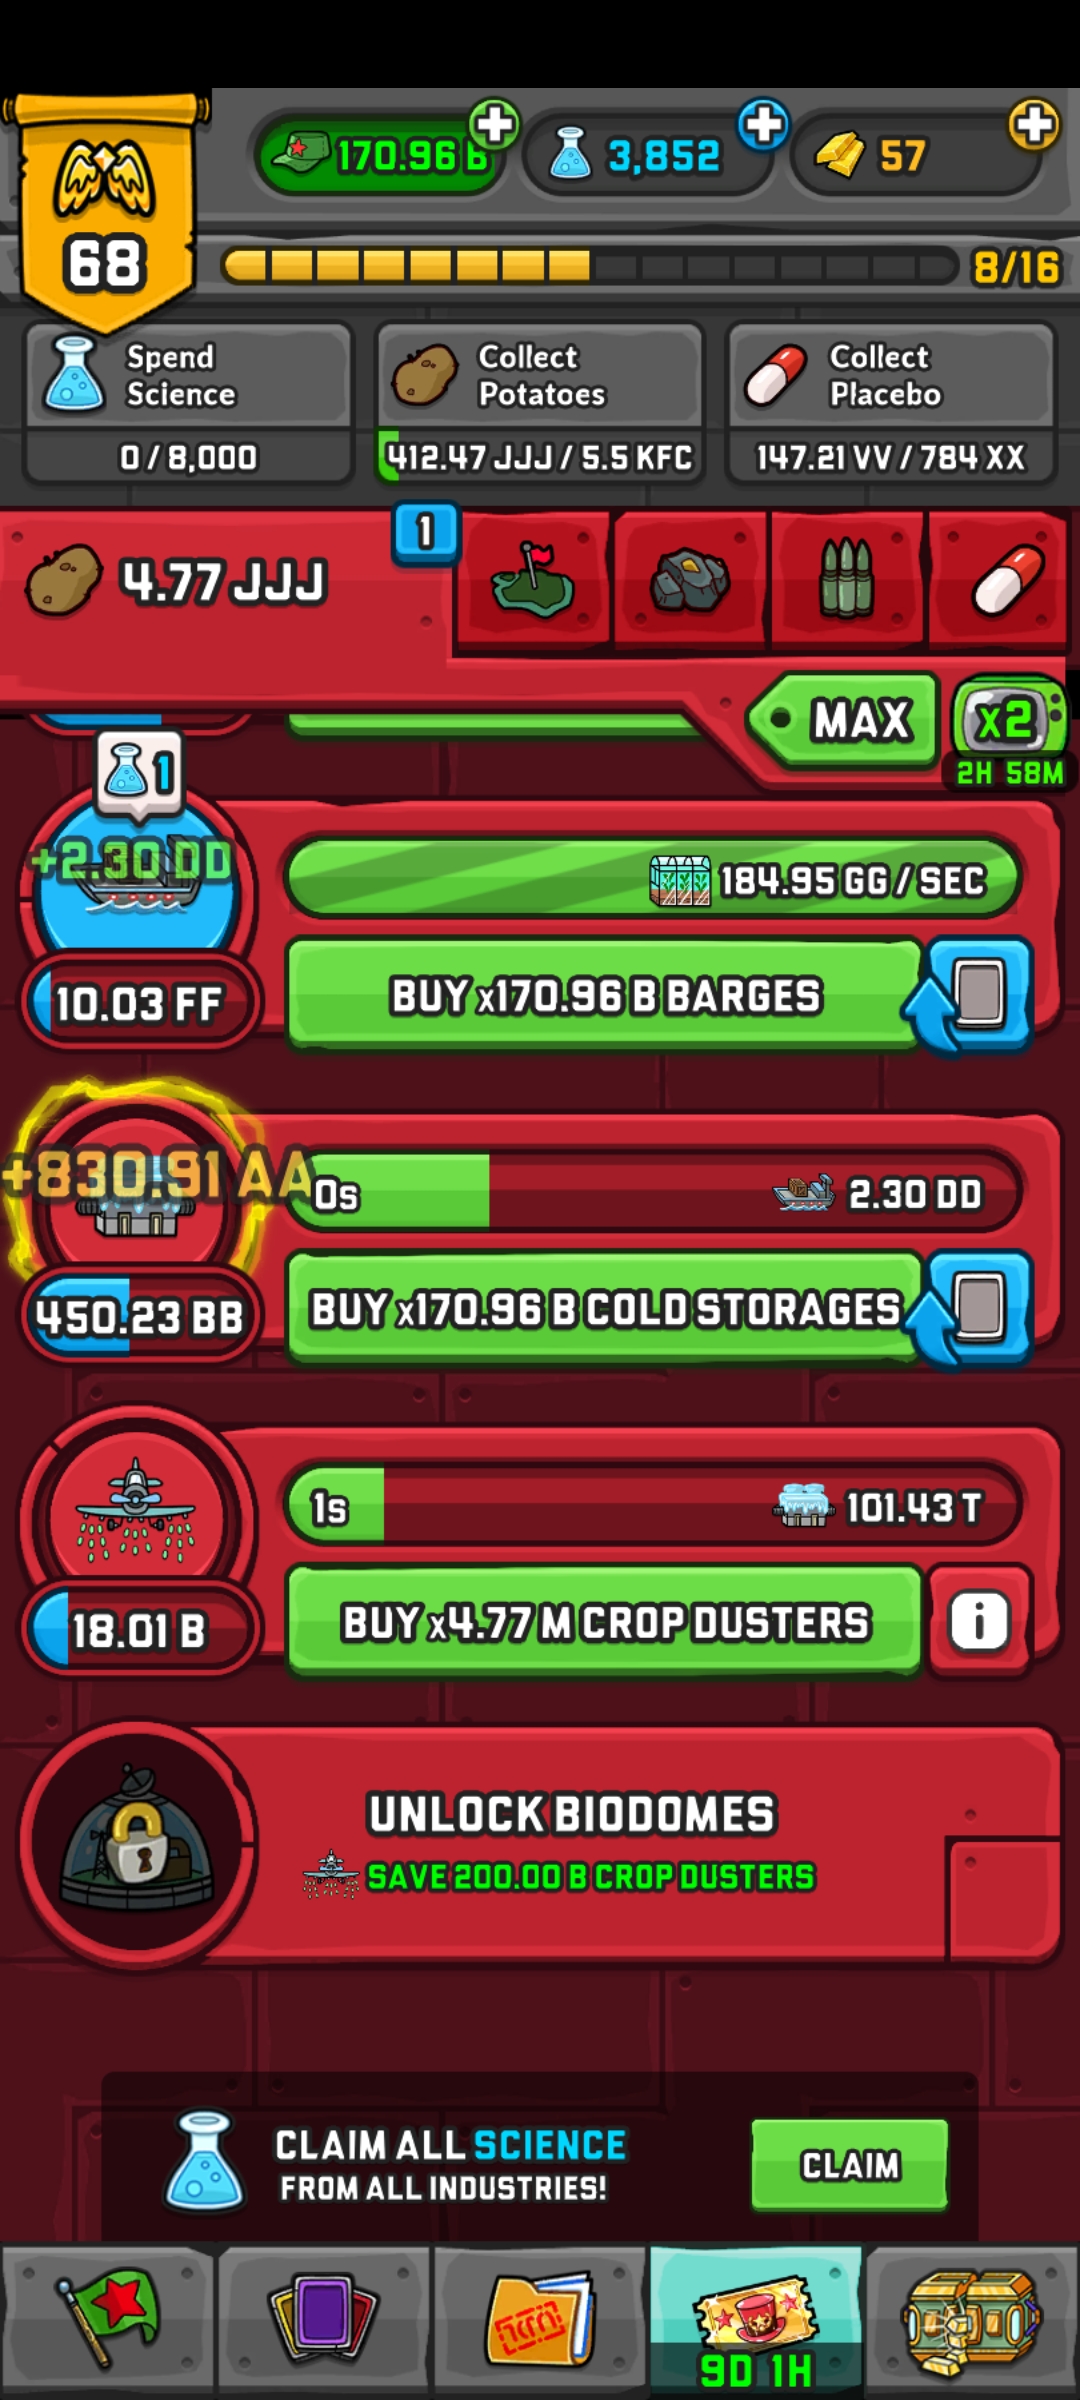 170.96 B
3,852
57
68
8/16
Spend
Science
0 / 8,000
Collect
Potatoes
412.47 JJJ / 5.5 KFC
Collect
Placebo
147.21 VV / 784 XX
4.77 JJJ
1
MAX
x2
2H 58M
1
+2.30 DD
184.95 GG / SEC
10.03 FF
BUY x170.96 B BARGES
+830.91 AA
0s
2.30 DD
450.23 BB
BUY x170.96 B COLD STORAGES
1s
101.43 T
18.01 B
BUY x4.77 M CROP DUSTERS
i
UNLOCK BIODOMES
SAVE 200.00 B CROP DUSTERS
CLAIM ALL SCIENCE
FROM ALL INDUSTRIES!
CLAIM
9D 1H